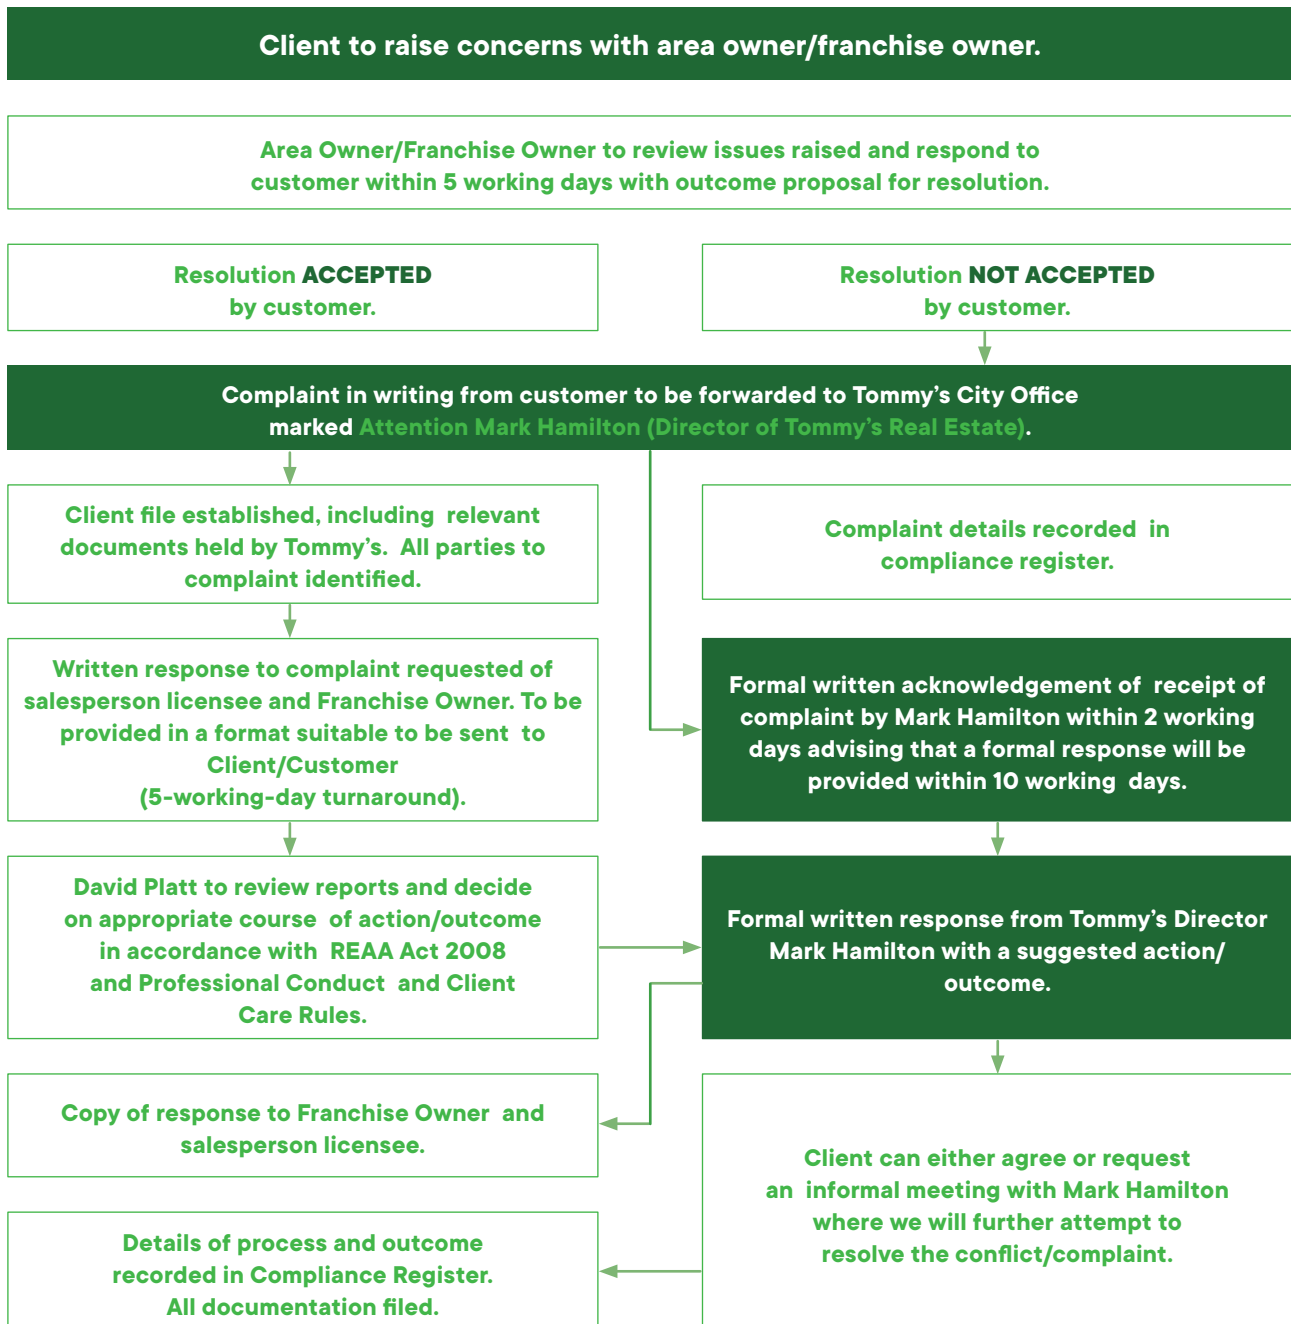 Client to raise concerns with area owner/franchise owner.
Area Owner/Franchise Owner to review issues raised and respond to
customer within 5 working days with outcome proposal for resolution.
Resolution ACCEPTED
by customer.
Resolution NOT ACCEPTED
by customer.
Complaint in writing from customer to be forwarded to Tommy’s City Office
marked Attention Mark Hamilton (Director of Tommy’s Real Estate).
Client file established, including relevant
documents held by Tommy’s. All parties to
complaint identified.
Complaint details recorded in
compliance register.
Written response to complaint requested of
salesperson licensee and Franchise Owner. To be
provided in a format suitable to be sent to
Client/Customer
(5-working-day turnaround).
Formal written acknowledgement of receipt of
complaint by Mark Hamilton within 2 working
days advising that a formal response will be
provided within 10 working days.
David Platt to review reports and decide
on appropriate course of action/outcome
in accordance with REAA Act 2008
and Professional Conduct and Client
Care Rules.
Formal written response from Tommy’s Director
Mark Hamilton with a suggested action/
outcome.
Copy of response to Franchise Owner and
salesperson licensee.
Client can either agree or request
an informal meeting with Mark Hamilton
where we will further attempt to
resolve the conflict/complaint.
Details of process and outcome
recorded in Compliance Register.
All documentation filed.